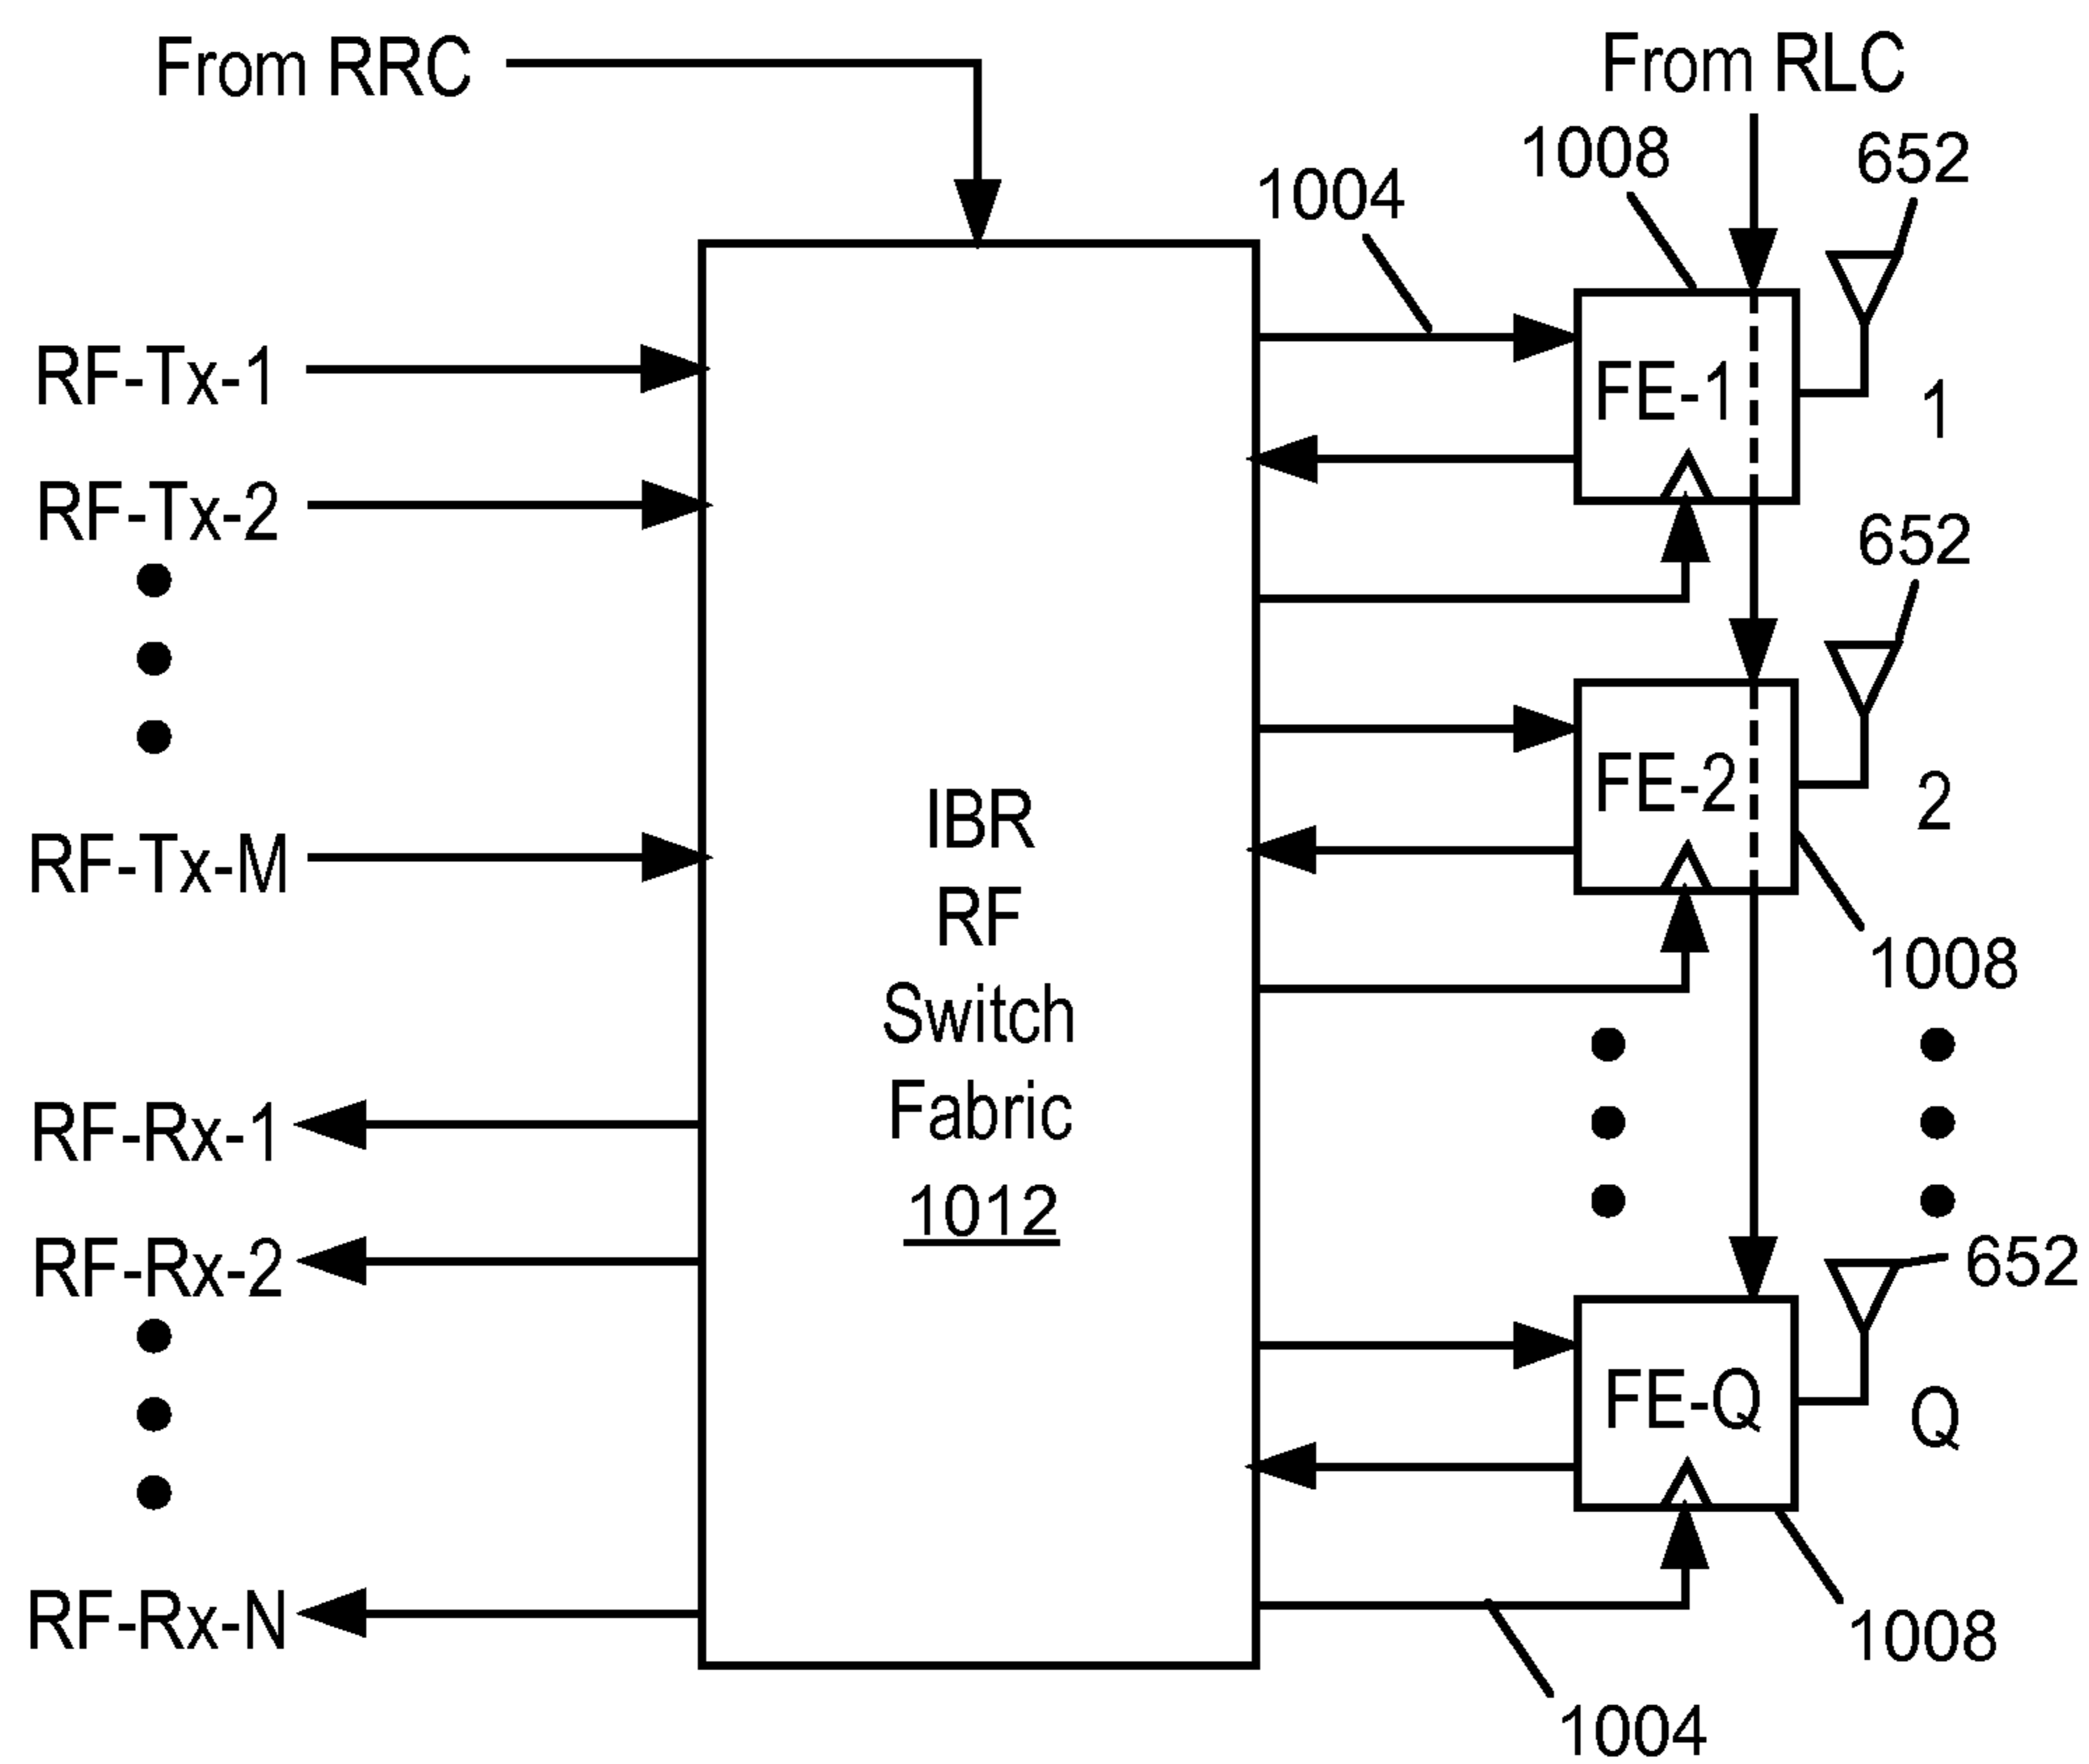 From RRC
From RLC
1008
652
1004
RF-Tx-1
FE-1
1
RF-Tx-2
652
FE-2
2
IBR
RF
Switch
Fabric
1012
RF-Tx-M
1008
RF-Rx-1
RF-Rx-2
652
FE-Q
Q
RF-Rx-N
1008
1004